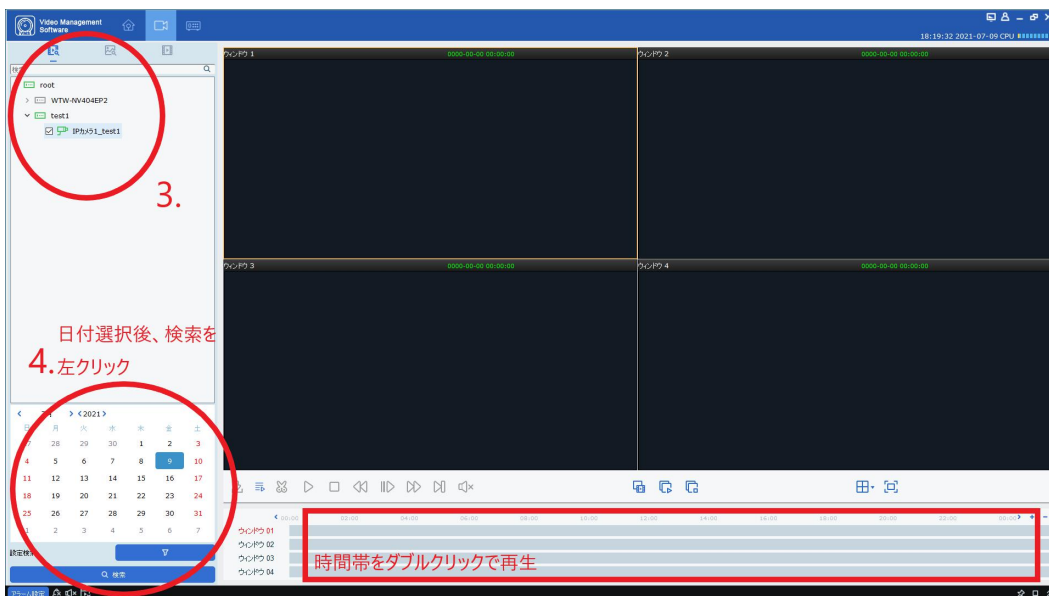 Video Management
Software
18:19:32 2021-07-09 CPU
root
WTW-NV404EP2
test1
IPカメラ1_test1
3.
ウィンドウ 1
0000-00-00 00:00:00
ウィンドウ 2
0000-00-00 00:00:00
ウィンドウ 3
0000-00-00 00:00:00
ウィンドウ 4
0000-00-00 00:00:00
日付選択後、検索を
4.左クリック
2021
月 火 水 木 金 土
28 29 30 1 2 3
4 5 6 7 8 9 10
11 12 13 14 15 16 17
18 19 20 21 22 23 24
25 26 27 28 29 30 31
1 2 3 4 5 6 7
検索
00:00 02:00 04:00 06:00 08:00 10:00 12:00 14:00 16:00 18:00 20:00 22:00 00:00
ウィンドウ 01
ウィンドウ 02
ウィンドウ 03
ウィンドウ 04
時間帯をダブルクリックで再生
アラーム設定